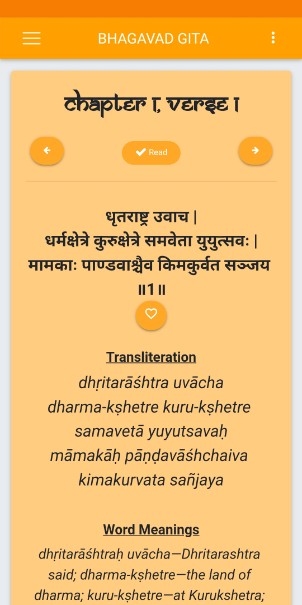 BHAGAVAD GITA
Chapter 1, Verse 1
Read
धृतराष्ट्र उवाच |
धर्मक्षेत्रे कुरुक्षेत्रे समवेता युयुत्सवः |
मामकाः पाण्डवाश्चैव किमकुर्वत सञ्जय
॥1॥
Transliteration
dhṛitarāśhtra uvācha
dharma-kṣhetre kuru-kṣhetre
samavetā yuyutsavaḥ
māmakāḥ pāṇḍavāśhchaiva
kimakurvata sañjaya
Word Meanings
dhṛitarāśhtraḥ uvācha—Dhritarashtra
said; dharma-kṣhetre—the land of
dharma; kuru-kṣhetre—at Kurukshetra;